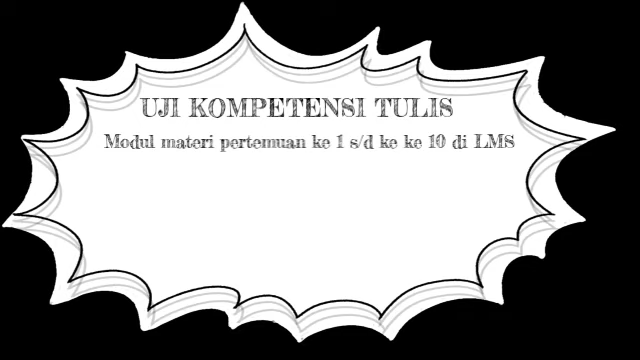 UJI KOMPETENSI TULIS
Modul materi pertemuan ke 1 s/d ke ke 10 di LMS